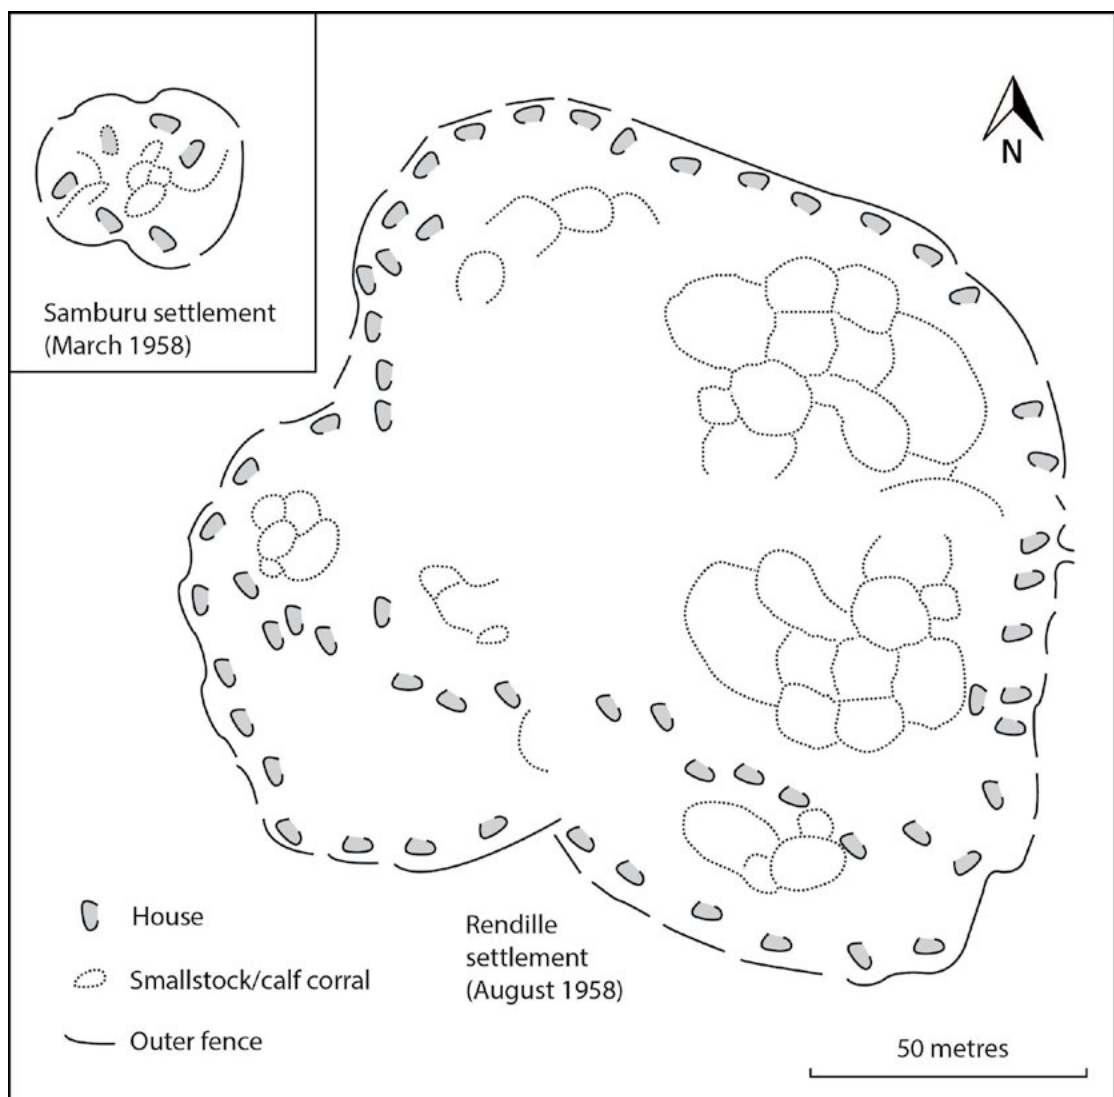 N
Samburu settlement
(March 1958)
House
Smallstock/calf corral
Outer fence
Rendille
settlement
(August 1958)
50 metres